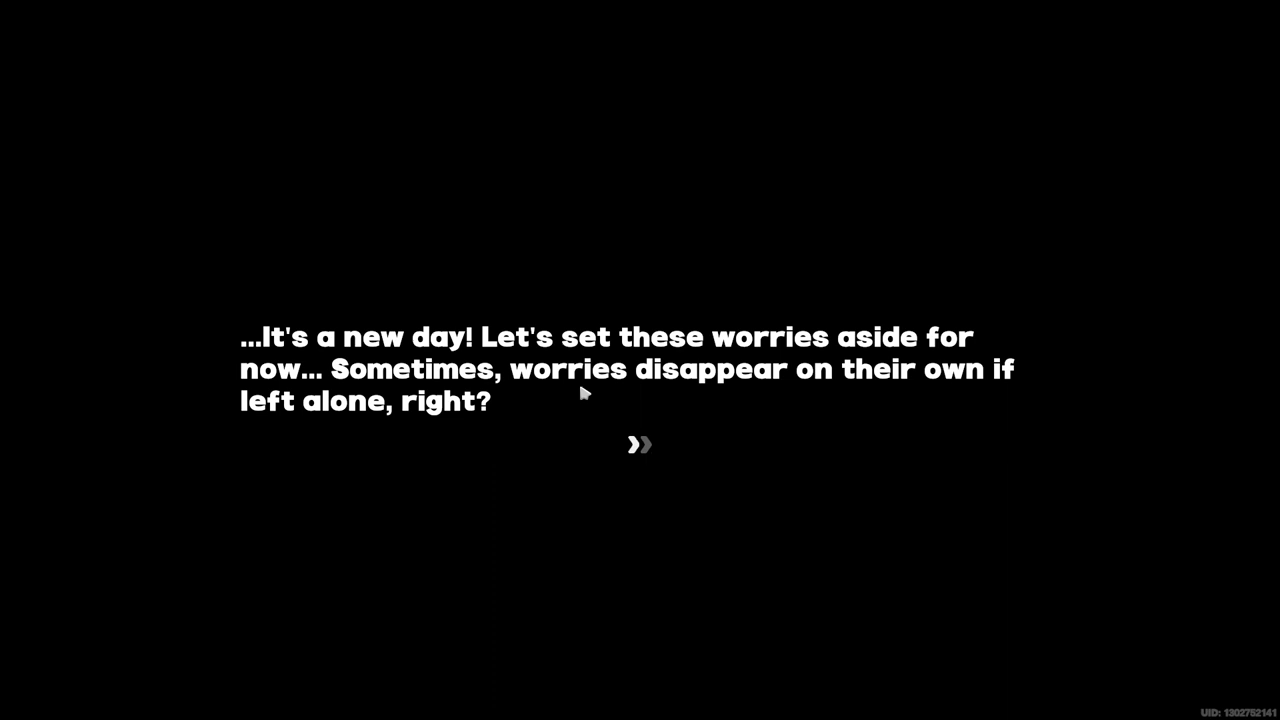 ...It's a new day! Let's set these worries aside for
now... Sometimes, worries disappear on their own if
left alone, right?
UID: 1302752141